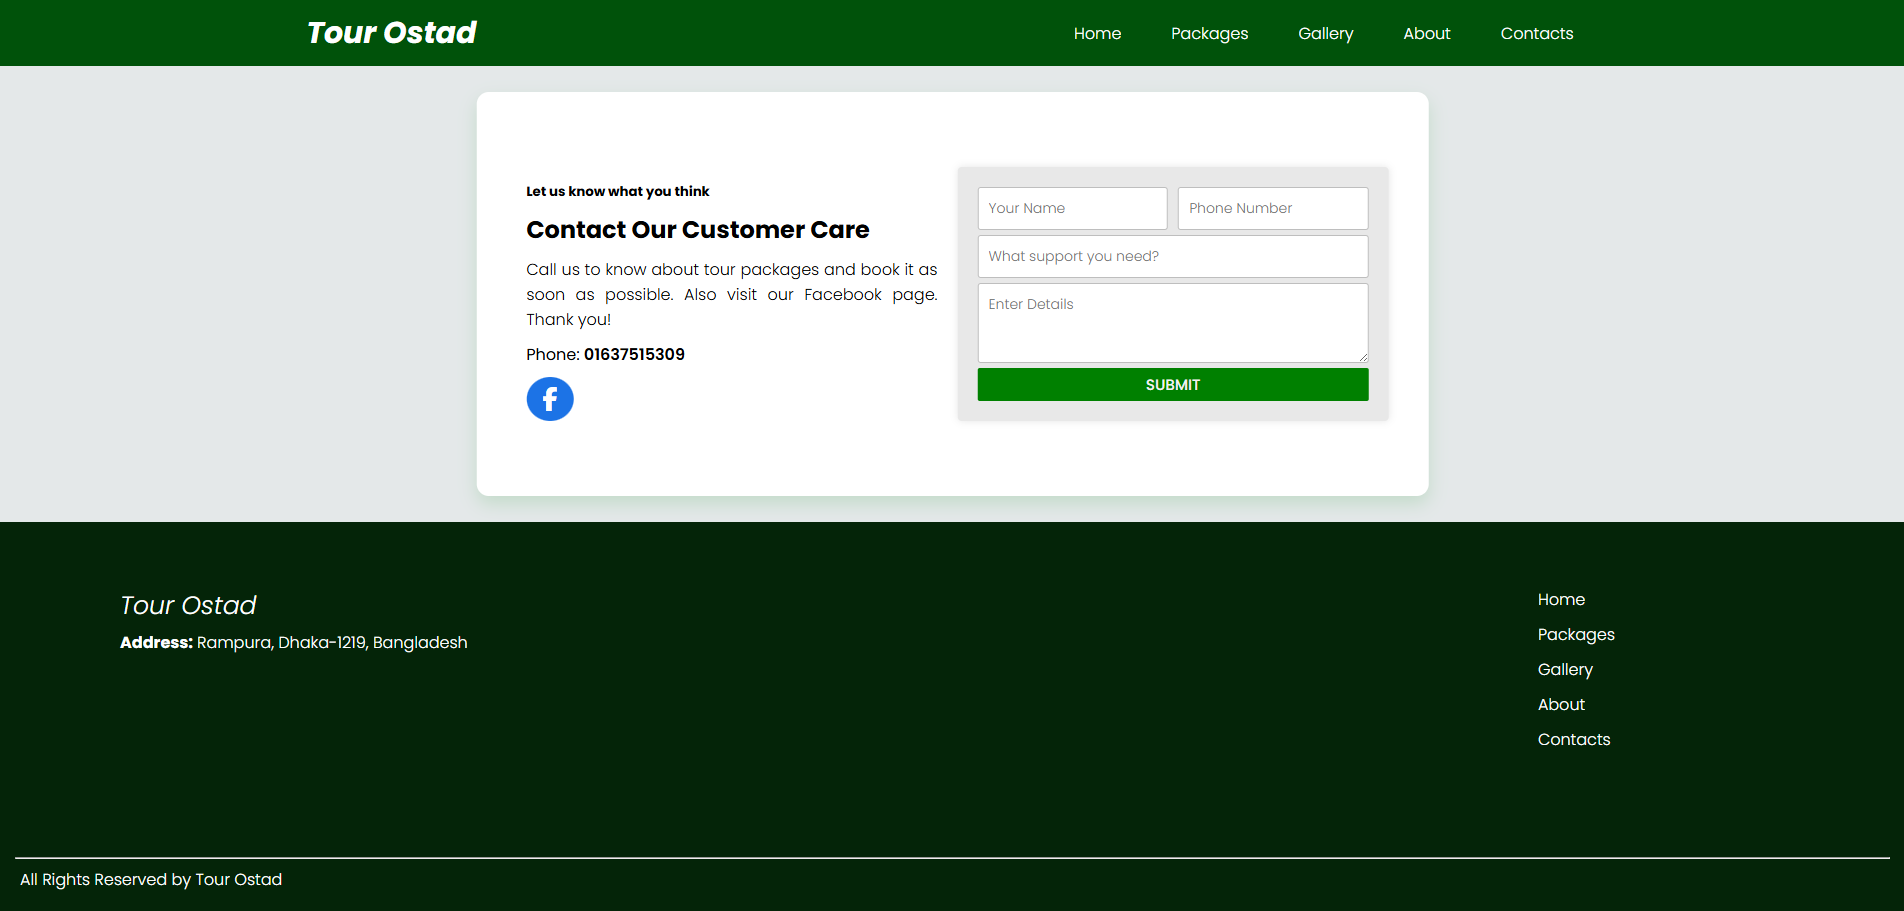 Tour Ostad
Home Packages Gallery About Contacts
Let us know what you think
Contact Our Customer Care
Call us to know about tour packages and book it as
soon as possible. Also visit our Facebook page.
Thank you!
Phone: 01637515309
Your Name
Phone Number
What support you need?
Enter Details
SUBMIT
Tour Ostad
Address: Rampura, Dhaka-1219, Bangladesh
Home
Packages
Gallery
About
Contacts
All Rights Reserved by Tour Ostad